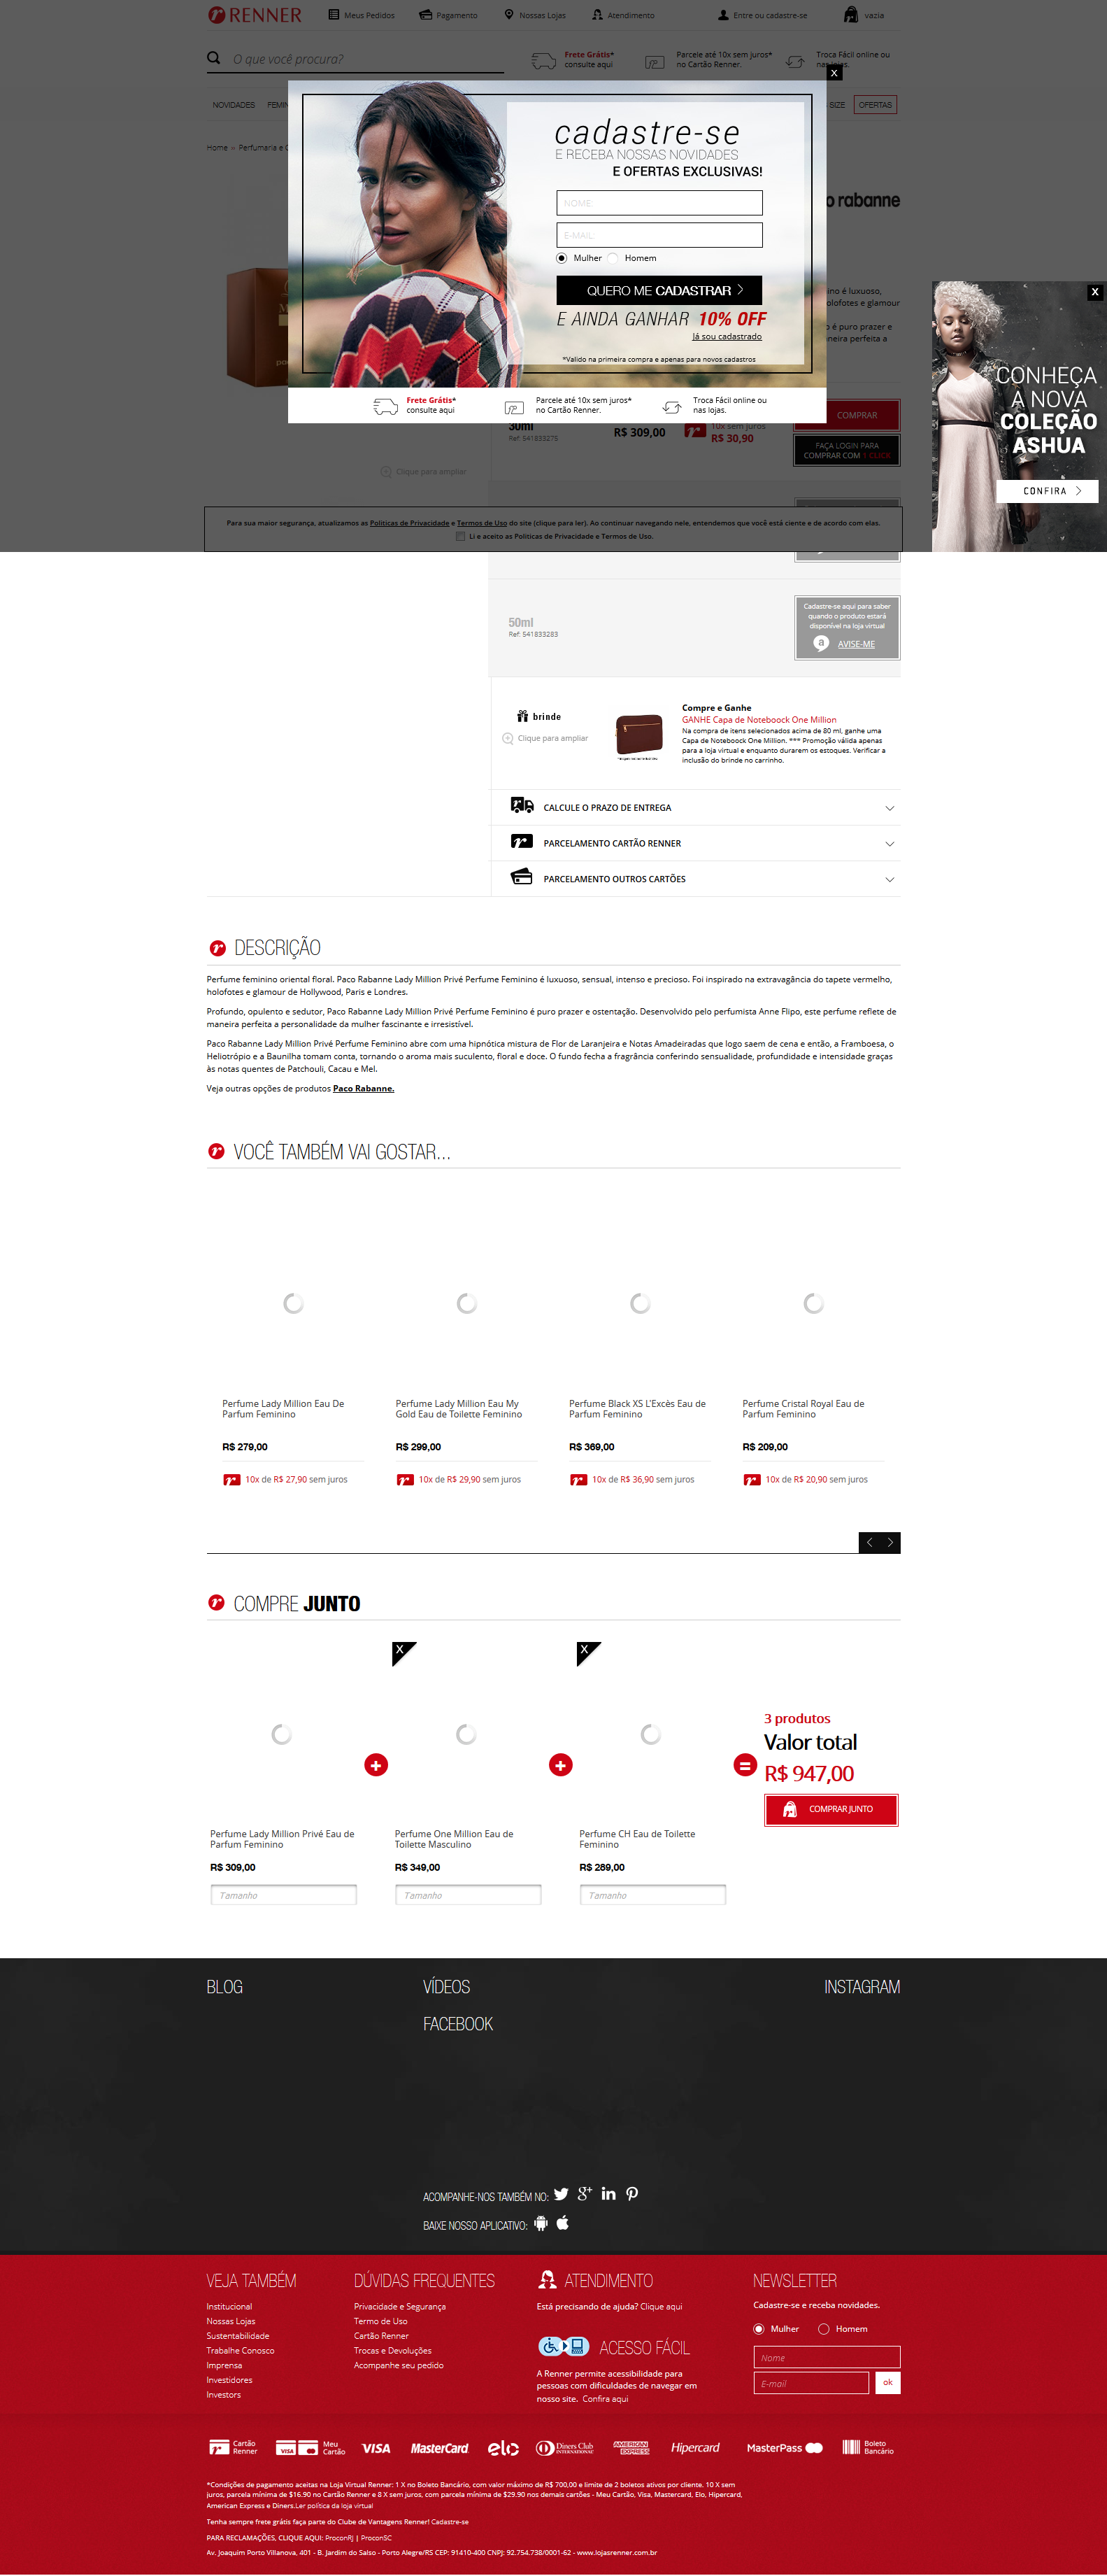 RENNER
Meus Pedidos
Pagamento
Nossas Lojas
Atendimento
Entre ou cadastre-se
vazia
O que você procura?
Frete Grátis*
consulte aqui
Parcele até 10x sem juros*
no Cartão Renner.
Troca Fácil online ou
nas lojas.
X
NOVIDADES
SIZE
OFERTAS
Home » Perfumaria e
o rabanne
cadastre-se
E RECEBA NOSSAS NOVIDADES
E OFERTAS EXCLUSIVAS!
NOME:
E-MAIL:
Mulher
Homem
QUERO ME CADASTRAR
E AINDA GANHAR 10% OFF
Já sou cadastrado
*Valido na primeira compra e apenas para novos cadastros
Frete Grátis*
consulte aqui
Parcele até 10x sem juros*
no Cartão Renner.
Troca Fácil online ou
nas lojas.
ino é luxuoso,
olofotes e glamour
o é puro prazer e
neira perfeita a
X
CONHEÇA
A NOVA
COLEÇÃO
ASHUA
CONFIRA
30ml
Ref: 541833275
R$ 309,00
10x sem juros
R$ 30,90
COMPRAR
FAÇA LOGIN PARA
COMPRAR COM 1 CLICK
Clique para ampliar
Para sua maior segurança, atualizamos as Politicas de Privacidade e Termos de Uso do site (clique para ler). Ao continuar navegando nele, entendemos que você está ciente e de acordo com elas.
Li e aceito as Politicas de Privacidade e Termos de Uso.
50ml
Ref: 541833283
Cadastre-se aqui para saber
quando o produto estará
disponível na loja virtual
AVISE-ME
brinde
Clique para ampliar
Compre e Ganhe
GANHE Capa de Noteboock One Million
Na compra de itens selecionados acima de 80 ml, ganhe uma
Capa de Noteboock One Million. *** Promoção válida apenas
para a loja virtual e enquanto durarem os estoques. Verificar a
inclusão do brinde no carrinho.
CALCULE O PRAZO DE ENTREGA
PARCELAMENTO CARTÃO RENNER
PARCELAMENTO OUTROS CARTÕES
DESCRIÇÃO
Perfume feminino oriental floral. Paco Rabanne Lady Million Privé Perfume Feminino é luxuoso, sensual, intenso e precioso. Foi inspirado na extravagância do tapete vermelho,
holofotes e glamour de Hollywood, Paris e Londres.
Profundo, opulento e sedutor, Paco Rabanne Lady Million Privé Perfume Feminino é puro prazer e ostentação. Desenvolvido pelo perfumista Anne Flipo, este perfume reflete de
maneira perfeita a personalidade da mulher fascinante e irresistível.
Paco Rabanne Lady Million Privé Perfume Feminino abre com uma hipnótica mistura de Flor de Laranjeira e Notas Amadeiradas que logo saem de cena e então, a Framboesa, o
Heliotrópio e a Baunilha tomam conta, tornando o aroma mais suculento, floral e doce. O fundo fecha a fragrância conferindo sensualidade, profundidade e intensidade graças
às notas quentes de Patchouli, Cacau e Mel.
Veja outras opções de produtos Paco Rabanne.
VOCÊ TAMBÉM VAI GOSTAR...
Perfume Lady Million Eau De
Parfum Feminino
R$ 279,00
10x de R$ 27,90 sem juros
Perfume Lady Million Eau My
Gold Eau de Toilette Feminino
R$ 299,00
10x de R$ 29,90 sem juros
Perfume Black XS L'Excès Eau de
Parfum Feminino
R$ 369,00
10x de R$ 36,90 sem juros
Perfume Cristal Royal Eau de
Parfum Feminino
R$ 209,00
10x de R$ 20,90 sem juros
COMPRE JUNTO
X
X
Perfume Lady Million Privé Eau de
Parfum Feminino
R$ 309,00
Tamanho
+
Perfume One Million Eau de
Toilette Masculino
R$ 349,00
Tamanho
+
Perfume CH Eau de Toilette
Feminino
R$ 289,00
Tamanho
=
3 produtos
Valor total
R$ 947,00
COMPRAR JUNTO
BLOG
VÍDEOS
INSTAGRAM
FACEBOOK
ACOMPANHE-NOS TAMBÉM NO:
BAIXE NOSSO APLICATIVO:
VEJA TAMBÉM
Institucional
Nossas Lojas
Sustentabilidade
Trabalhe Conosco
Imprensa
Investidores
Investors
DÚVIDAS FREQUENTES
Privacidade e Segurança
Termo de Uso
Cartão Renner
Trocas e Devoluções
Acompanhe seu pedido
ATENDIMENTO
Está precisando de ajuda? Clique aqui
ACESSO FÁCIL
A Renner permite acessibilidade para
pessoas com dificuldades de navegar em
nosso site. Confira aqui
NEWSLETTER
Cadastre-se e receba novidades.
Mulher
Homem
Nome
E-mail
ok
Cartão
Renner
Meu
Cartão
VISA
MasterCard
elo
Diners Club
INTERNATIONAL
AMERICAN
EXPRESS
Hipercard
MasterPass
Boleto
Bancário
*Condições de pagamento aceitas na Loja Virtual Renner: 1 X no Boleto Bancário, com valor máximo de R$ 700,00 e limite de 2 boletos ativos por cliente. 10 X sem
juros, parcela mínima de $16.90 no Cartão Renner e 8 X sem juros, com parcela mínima de $29.90 nos demais cartões - Meu Cartão, Visa, Mastercard, Elo, Hipercard,
American Express e Diners.Ler política da loja virtual
Tenha sempre frete grátis faça parte do Clube de Vantagens Renner! Cadastre-se
PARA RECLAMAÇÕES, CLIQUE AQUI: ProconRJ | ProconSC
Av. Joaquim Porto Villanova, 401 - B. Jardim do Salso - Porto Alegre/RS CEP: 91410-400 CNPJ: 92.754.738/0001-62 - www.lojasrenner.com.br